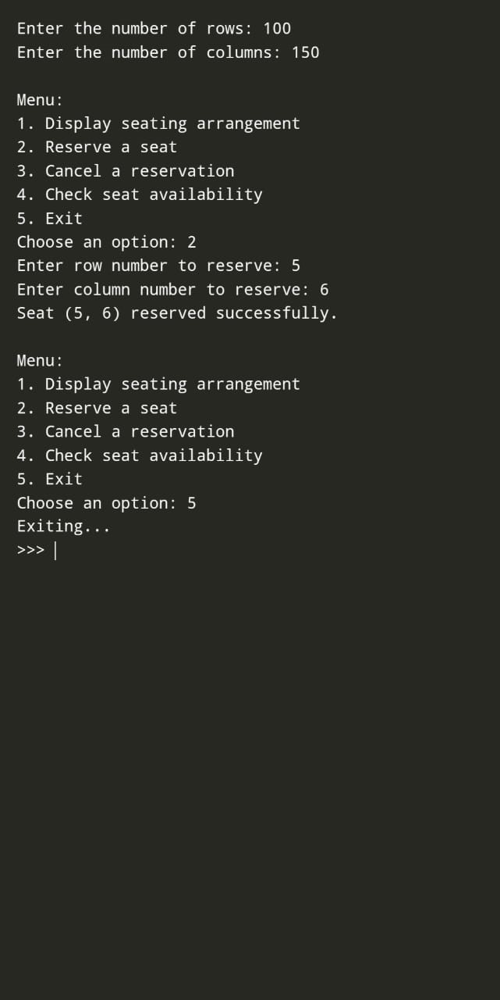 Enter the number of rows: 100
Enter the number of columns: 150
Menu:
1. Display seating arrangement
2. Reserve a seat
3. Cancel a reservation
4. Check seat availability
5. Exit
Choose an option: 2
Enter row number to reserve: 5
Enter column number to reserve: 6
Seat (5, 6) reserved successfully.
Menu:
1. Display seating arrangement
2. Reserve a seat
3. Cancel a reservation
4. Check seat availability
5. Exit
Choose an option: 5
Exiting...
>>>